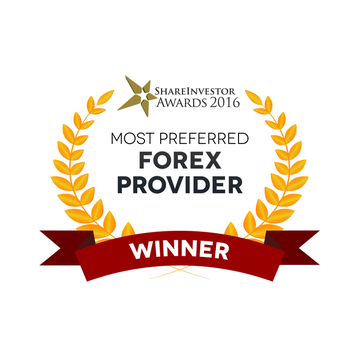 SHAREINVESTOR
AWARDS 2016
MOST PREFERRED
FOREX
PROVIDER
WINNER